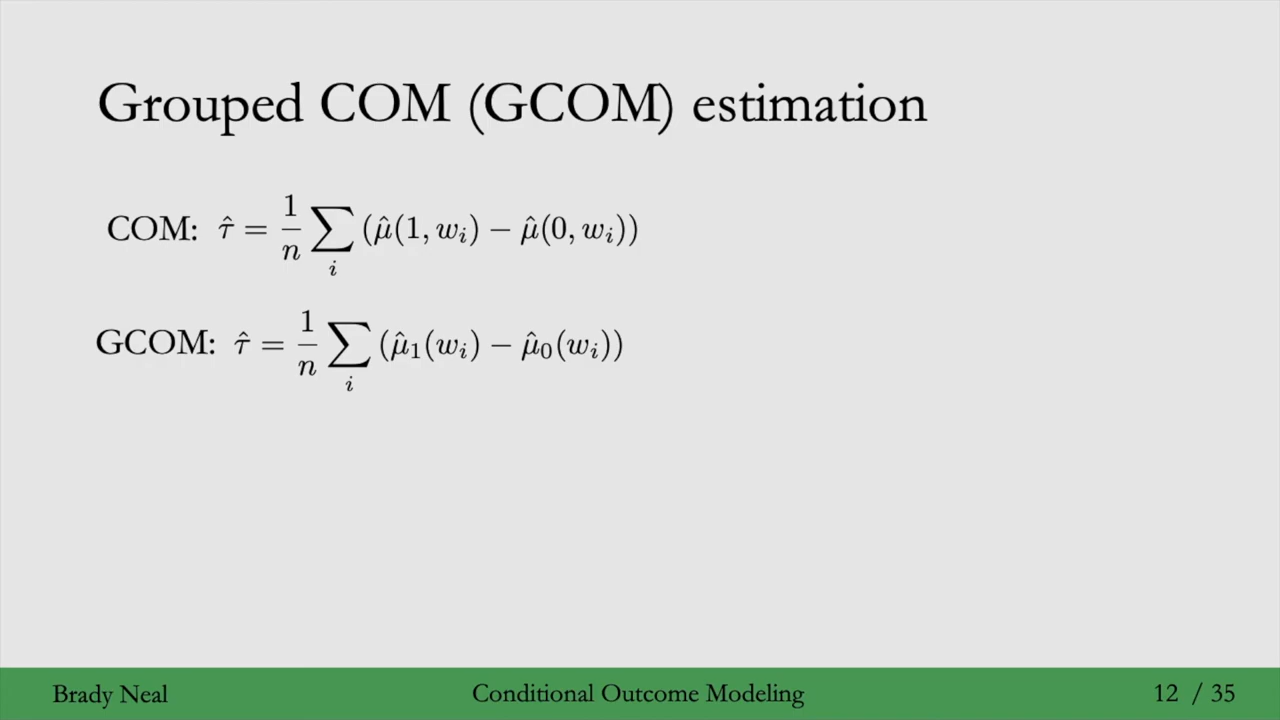 Grouped COM (GCOM) estimation
COM: τ̂ = 1/n ∑_i (μ̂(1, w_i) − μ̂(0, w_i))
GCOM: τ̂ = 1/n ∑_i (μ̂_1(w_i) − μ̂_0(w_i))
Brady Neal
Conditional Outcome Modeling
12 / 35